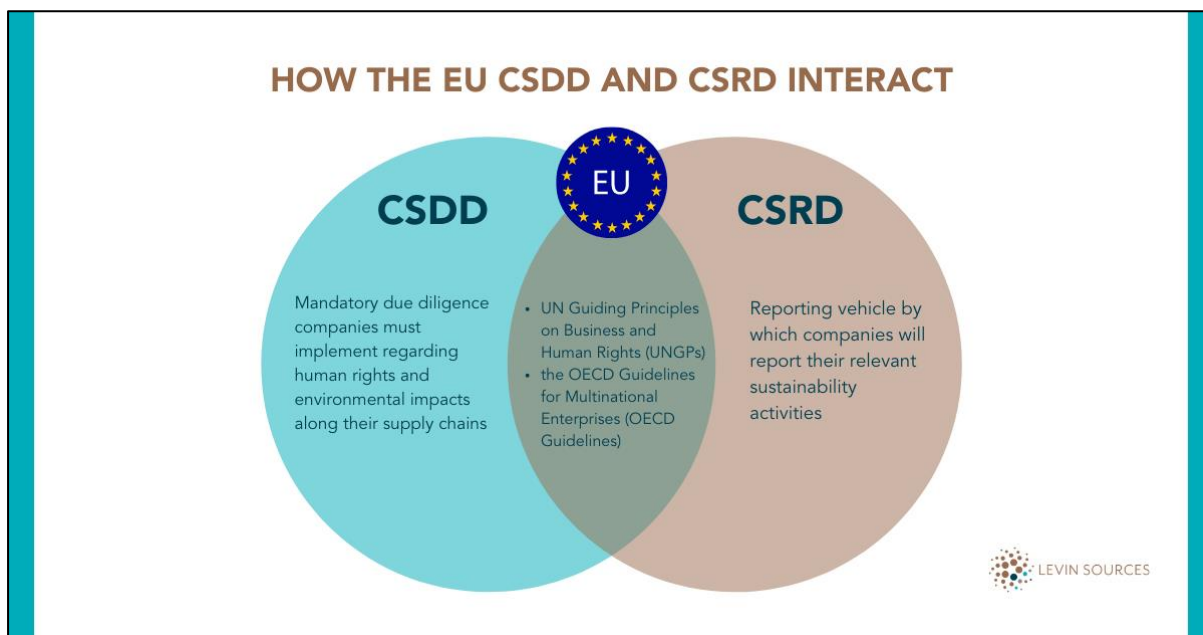 HOW THE EU CSDD AND CSRD INTERACT
EU
CSDD
Mandatory due diligence
companies must
implement regarding
human rights and
environmental impacts
along their supply chains
• UN Guiding Principles
on Business and
Human Rights (UNGPs)
• the OECD Guidelines
for Multinational
Enterprises (OECD
Guidelines)
CSRD
Reporting vehicle by
which companies will
report their relevant
sustainability
activities
LEVIN SOURCES